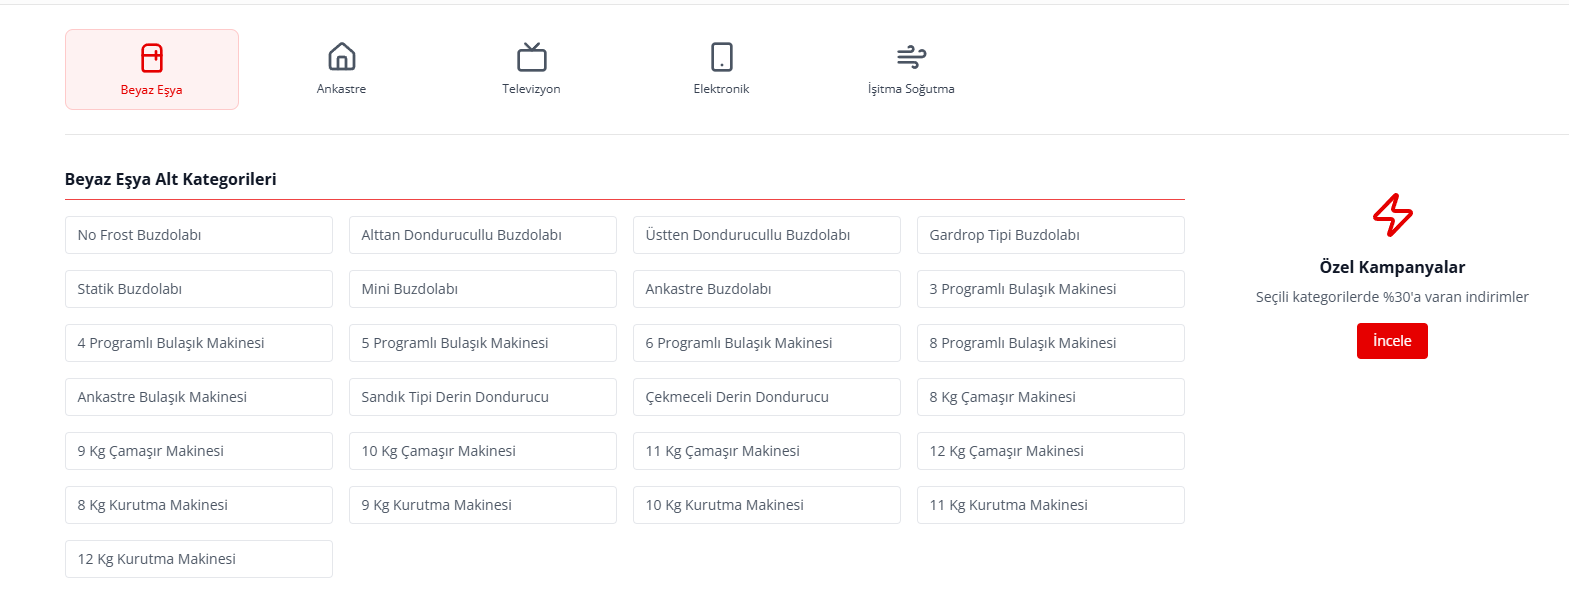 Beyaz Eşya
Ankastre
Televizyon
Elektronik
İşitma Soğutma
Beyaz Eşya Alt Kategorileri
No Frost Buzdolabı
Alttan Dondurucullu Buzdolabı
Üstten Dondurucullu Buzdolabı
Gardrop Tipi Buzdolabı
Statik Buzdolabı
Mini Buzdolabı
Ankastre Buzdolabı
3 Programlı Bulaşık Makinesi
4 Programlı Bulaşık Makinesi
5 Programlı Bulaşık Makinesi
6 Programlı Bulaşık Makinesi
8 Programlı Bulaşık Makinesi
Ankastre Bulaşık Makinesi
Sandık Tipi Derin Dondurucu
Çekmeceli Derin Dondurucu
8 Kg Çamaşır Makinesi
9 Kg Çamaşır Makinesi
10 Kg Çamaşır Makinesi
11 Kg Çamaşır Makinesi
12 Kg Çamaşır Makinesi
8 Kg Kurutma Makinesi
9 Kg Kurutma Makinesi
10 Kg Kurutma Makinesi
11 Kg Kurutma Makinesi
12 Kg Kurutma Makinesi
Özel Kampanyalar
Seçili kategorilerde %30'a varan indirimler
İncele